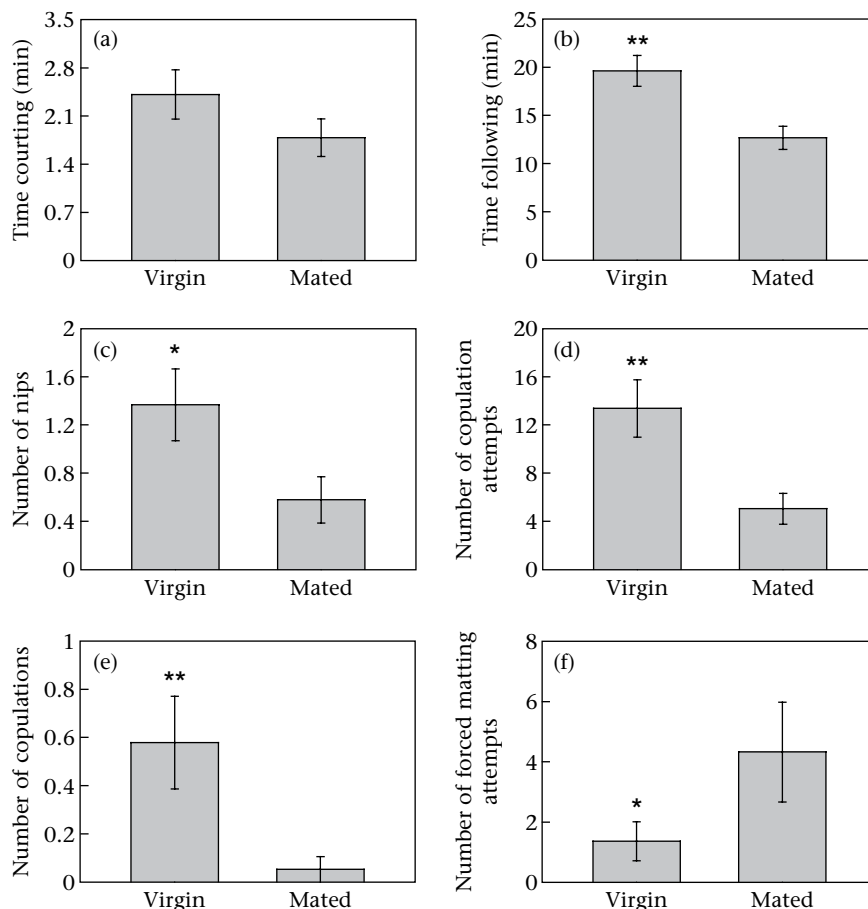 (a)
Time courting (min)
3.5
2.8
2.1
1.4
0.7
0
Virgin Mated
(b)
Time following (min)
25
20
15
10
5
0
**
Virgin Mated
(c)
Number of nips
2
1.6
1.2
0.8
0.4
0
*
Virgin Mated
(d)
Number of copulation
attempts
20
16
12
8
4
0
**
Virgin Mated
(e)
Number of copulations
1
0.8
0.6
0.4
0.2
0
**
Virgin Mated
(f)
Number of forced matting
attempts
8
6
4
2
0
*
Virgin Mated